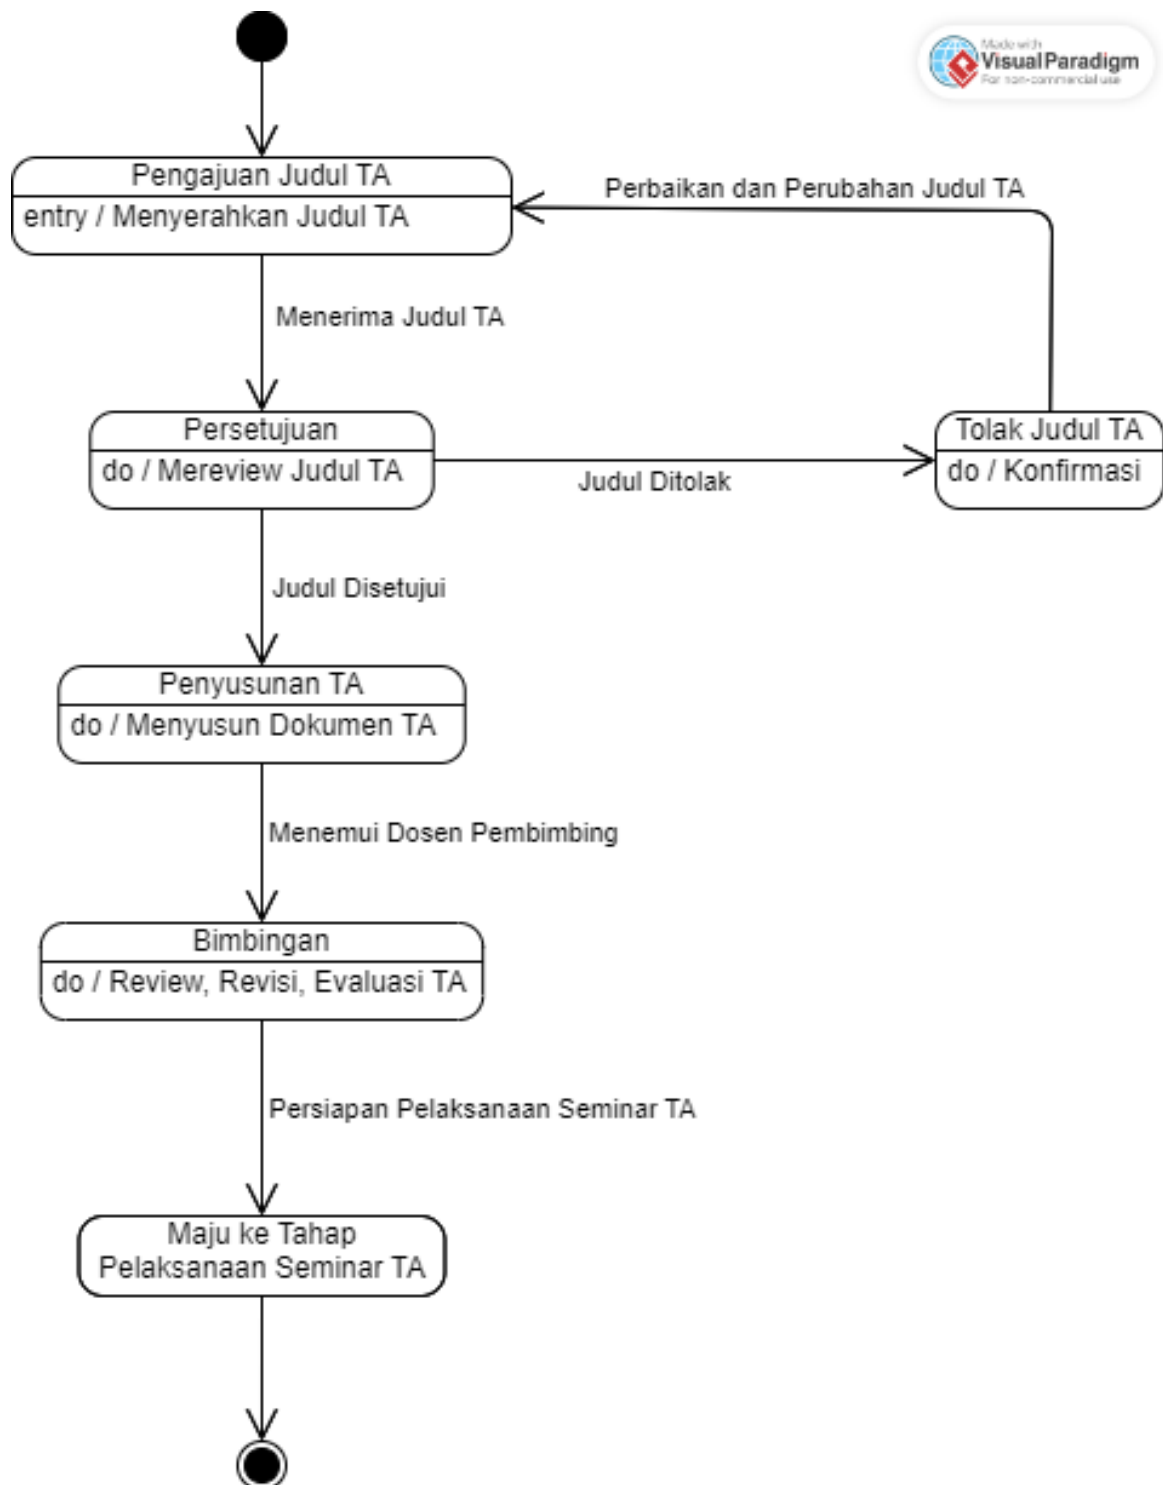 Made with
Visual Paradigm
For non-commercial use
Pengajuan Judul TA
entry / Menyerahkan Judul TA
Perbaikan dan Perubahan Judul TA
Menerima Judul TA
Persetujuan
do / Mereview Judul TA
Judul Ditolak
Tolak Judul TA
do / Konfirmasi
Judul Disetujui
Penyusunan TA
do / Menyusun Dokumen TA
Menemui Dosen Pembimbing
Bimbingan
do / Review, Revisi, Evaluasi TA
Persiapan Pelaksanaan Seminar TA
Maju ke Tahap
Pelaksanaan Seminar TA